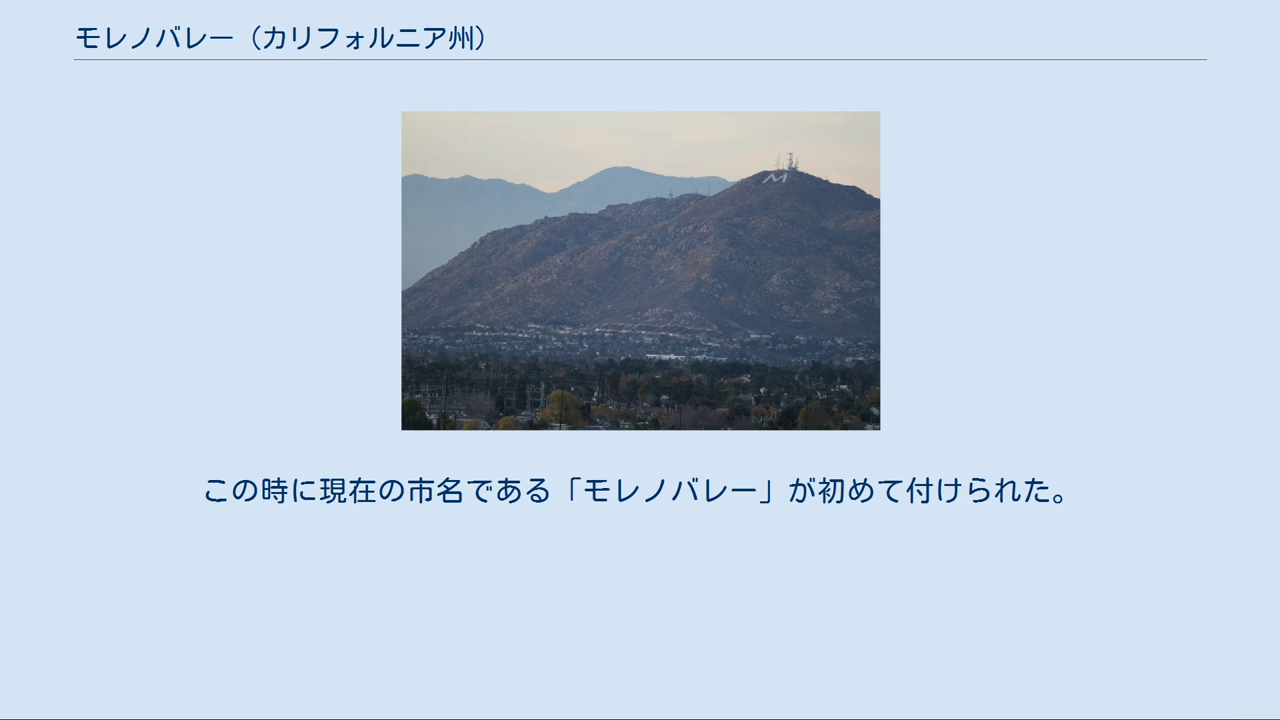 モレノバレー（カリフォルニア州）
M
この時に現在の市名である「モレノバレー」が初めて付けられた。